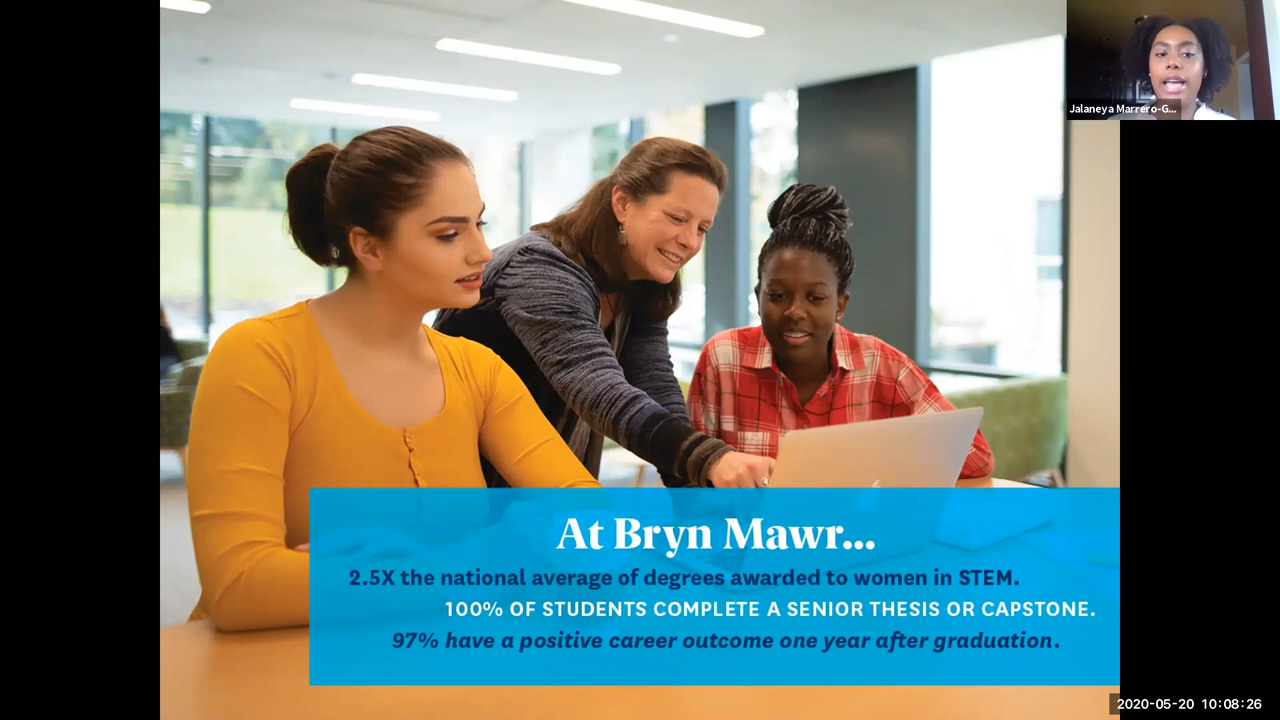 Jalaneya Marrero-G...
At Bryn Mawr...
2.5X the national average of degrees awarded to women in STEM.
100% OF STUDENTS COMPLETE A SENIOR THESIS OR CAPSTONE.
97% have a positive career outcome one year after graduation.
2020-05-20 10:08:26